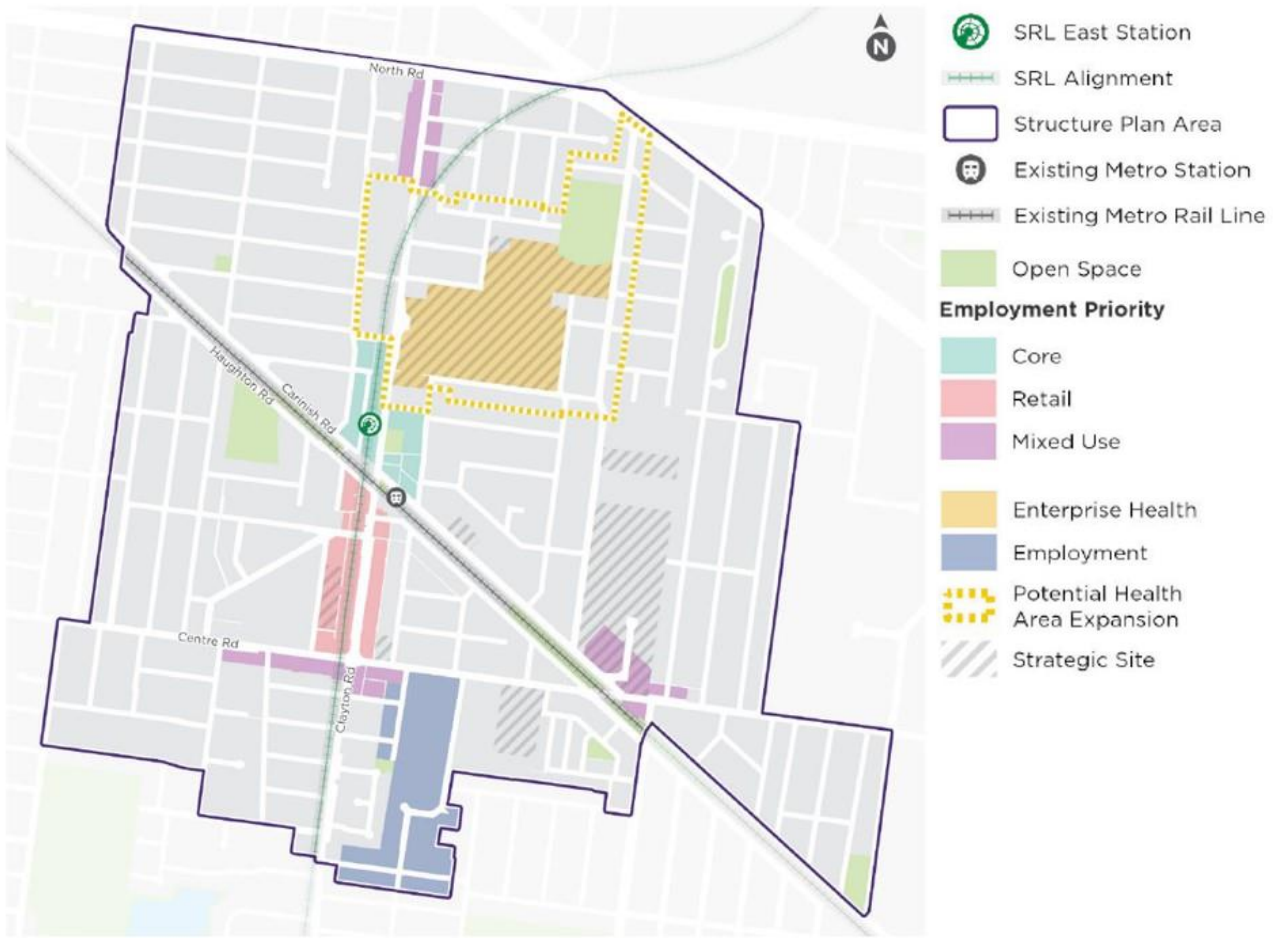 North Rd
N
Haughton Rd
Carinish Rd
Centre Rd
Clayton Rd
SRL East Station
SRL Alignment
Structure Plan Area
Existing Metro Station
Existing Metro Rail Line
Open Space
Employment Priority
Core
Retail
Mixed Use
Enterprise Health
Employment
Potential Health
Area Expansion
Strategic Site